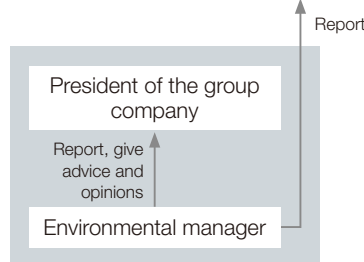 Report
President of the group
company
Report, give
advice and
opinions
Environmental manager